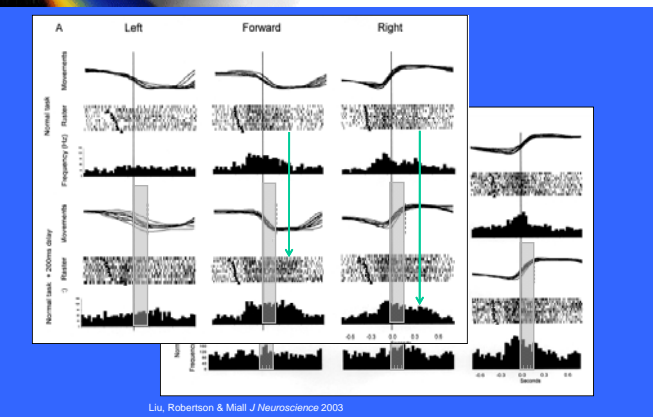 A
Left Forward Right
Movements
Raster
Frequency (Hz)
Normal task
Movements
Raster
Normal task + 200ms delay
-0.6 -0.3 0.0 0.3 0.6
-0.6 -0.3 0.0 0.3 0.6
Seconds
Liu, Robertson & Miall J Neuroscience 2003